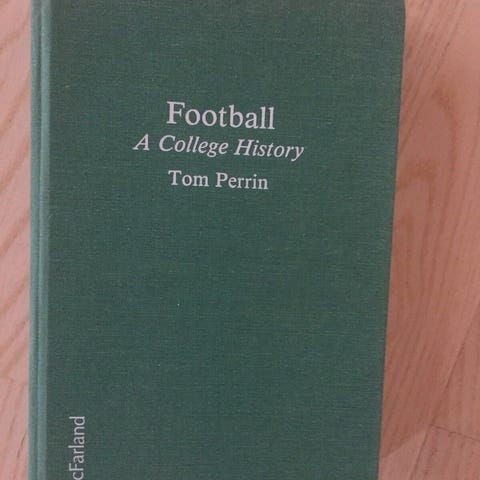 Football
A College History
Tom Perrin
cFarland